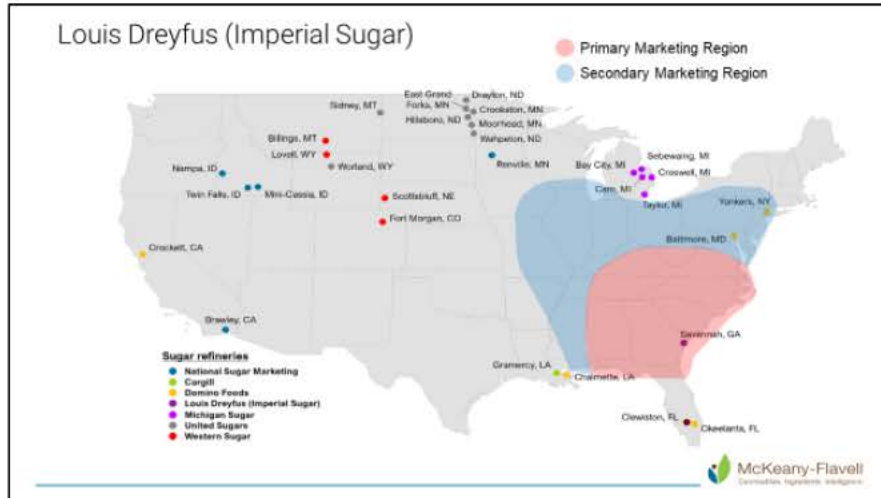 Louis Dreyfus (Imperial Sugar)
Primary Marketing Region
Secondary Marketing Region
East Grand
Forks, MN
Drayton, ND
Sidney, MT
Crookston, MN
Hillsboro, ND
Moorhead, MN
Wahpeton, ND
Billings, MT
Lovell, WY
Worland, WY
Renville, MN
Bay City, MI
Sebewaing, MI
Croswell, MI
Caro, MI
Taylor, MI
Nampa, ID
Twin Falls, ID
Mini-Cassia, ID
Scottsbluff, NE
Fort Morgan, CO
Yonkers, NY
Baltimore, MD
Crockett, CA
Brawley, CA
Savannah, GA
Gramercy, LA
Chalmette, LA
Clewiston, FL
Okeelanta, FL
Sugar refineries
National Sugar Marketing
Cargill
Domino Foods
Louis Dreyfus (Imperial Sugar)
Michigan Sugar
United Sugars
Western Sugar
McKeany-Flavell
Commodities. Ingredients. Intelligence.